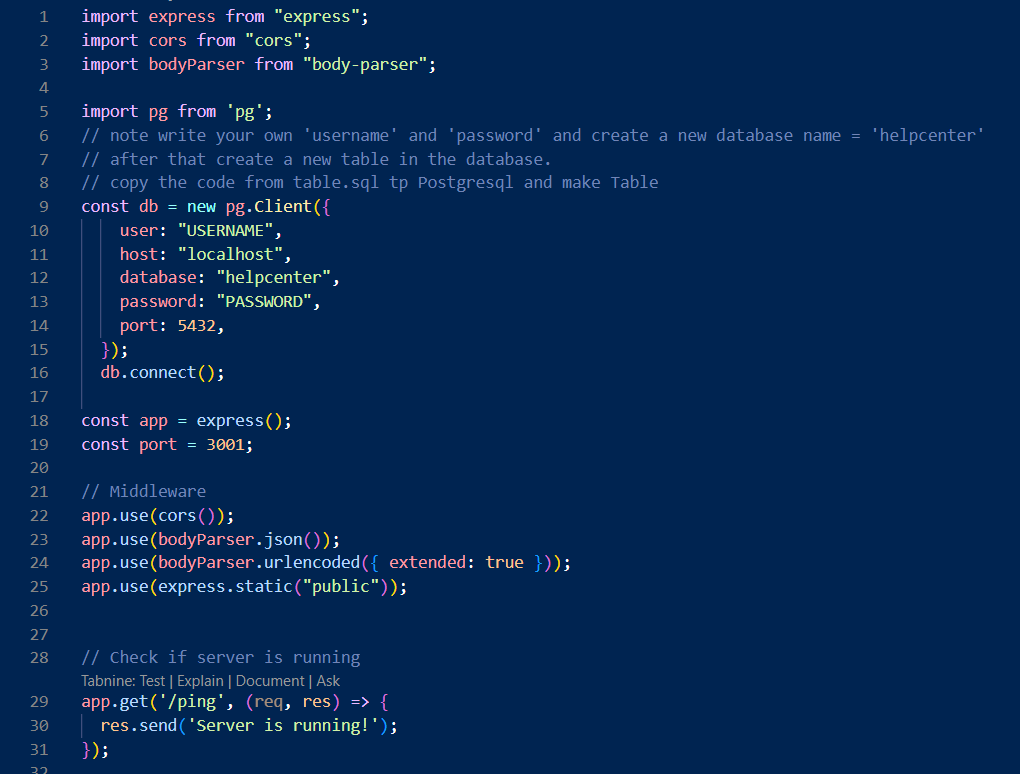 1 import express from "express";
2 import cors from "cors";
3 import bodyParser from "body-parser";
4
5 import pg from 'pg';
6 // note write your own 'username' and 'password' and create a new database name = 'helpcenter'
7 // after that create a new table in the database.
8 // copy the code from table.sql tp Postgresql and make Table
9 const db = new pg.Client({
10     user: "USERNAME",
11     host: "localhost",
12     database: "helpcenter",
13     password: "PASSWORD",
14     port: 5432,
15   });
16   db.connect();
17
18 const app = express();
19 const port = 3001;
20
21 // Middleware
22 app.use(cors());
23 app.use(bodyParser.json());
24 app.use(bodyParser.urlencoded({ extended: true }));
25 app.use(express.static("public"));
26
27
28 // Check if server is running
Tabnine: Test | Explain | Document | Ask
29 app.get('/ping', (req, res) => {
30   res.send('Server is running!');
31 });
32